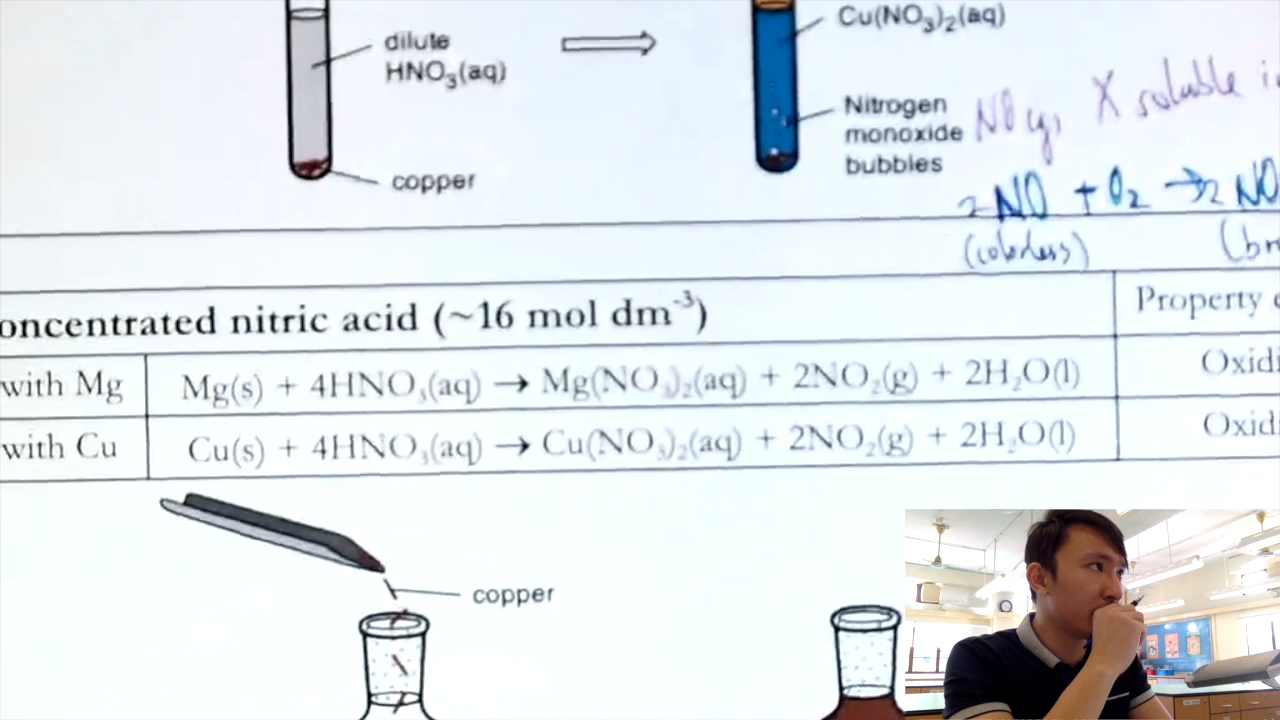 dilute
HNO₃(aq)
copper
Cu(NO₃)₂(aq)
Nitrogen
monoxide
bubbles
NO(g), X soluble
2NO + O₂ → 2NO
(colorless)
oncentrated nitric acid (~16 mol dm⁻³)
Property
with Mg
Mg(s) + 4HNO₃(aq) → Mg(NO₃)₂(aq) + 2NO₂(g) + 2H₂O(l)
Oxidi
with Cu
Cu(s) + 4HNO₃(aq) → Cu(NO₃)₂(aq) + 2NO₂(g) + 2H₂O(l)
Oxidi
copper